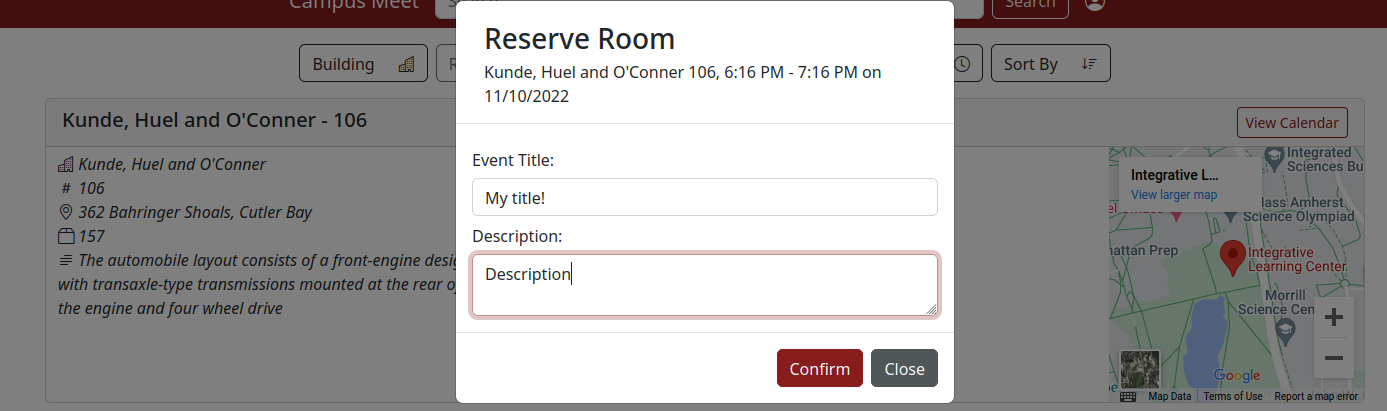 Campus Meet
Search
Building
Sort By
Reserve Room
Kunde, Huel and O'Conner 106, 6:16 PM - 7:16 PM on
11/10/2022
Event Title:
My title!
Description:
Description
Confirm
Close
Kunde, Huel and O'Conner - 106
View Calendar
Kunde, Huel and O'Conner
# 106
362 Bahringer Shoals, Cutler Bay
157
The automobile layout consists of a front-engine desig
with transaxle-type transmissions mounted at the rear o
the engine and four wheel drive
Integrative L...
View larger map
Integrated
Sciences Bu
lass Amherst
Science Olympiad
hattan Prep
Integrative
Learning Center
Morrill
Science Cen
+
−
Google
Map Data
Terms of Use
Report a map error